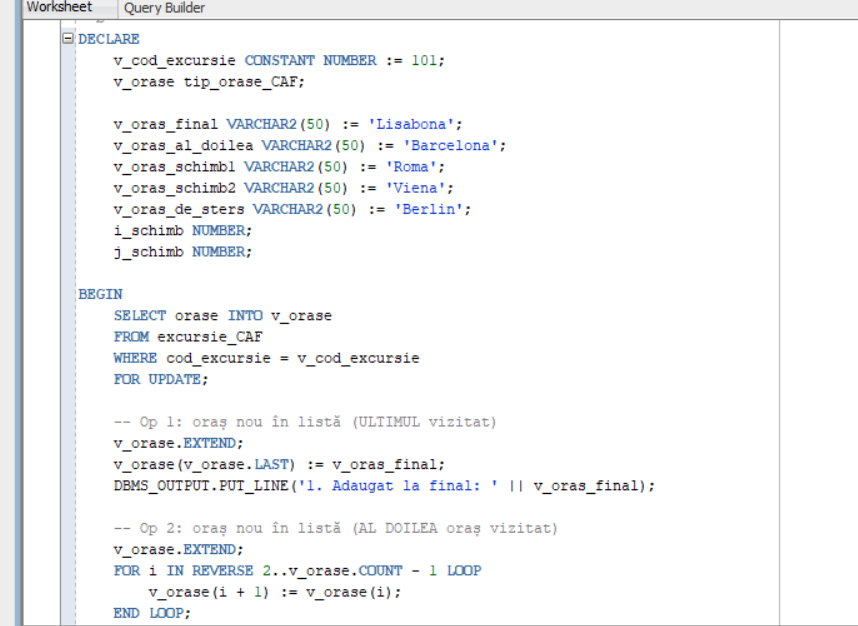 Worksheet Query Builder
DECLARE
v_cod_excursie CONSTANT NUMBER := 101;
v_orase tip_orase_CAF;
v_oras_final VARCHAR2(50) := 'Lisabona';
v_oras_al_doilea VARCHAR2(50) := 'Barcelona';
v_oras_schimb1 VARCHAR2(50) := 'Roma';
v_oras_schimb2 VARCHAR2(50) := 'Viena';
v_oras_de_sters VARCHAR2(50) := 'Berlin';
i_schimb NUMBER;
j_schimb NUMBER;
BEGIN
SELECT orase INTO v_orase
FROM excursie_CAF
WHERE cod_excursie = v_cod_excursie
FOR UPDATE;
-- Op 1: oraș nou în listă (ULTIMUL vizitat)
v_orase.EXTEND;
v_orase(v_orase.LAST) := v_oras_final;
DBMS_OUTPUT.PUT_LINE('1. Adaugat la final: ' || v_oras_final);
-- Op 2: oraș nou în listă (AL DOILEA oraș vizitat)
v_orase.EXTEND;
FOR i IN REVERSE 2..v_orase.COUNT - 1 LOOP
v_orase(i + 1) := v_orase(i);
END LOOP;